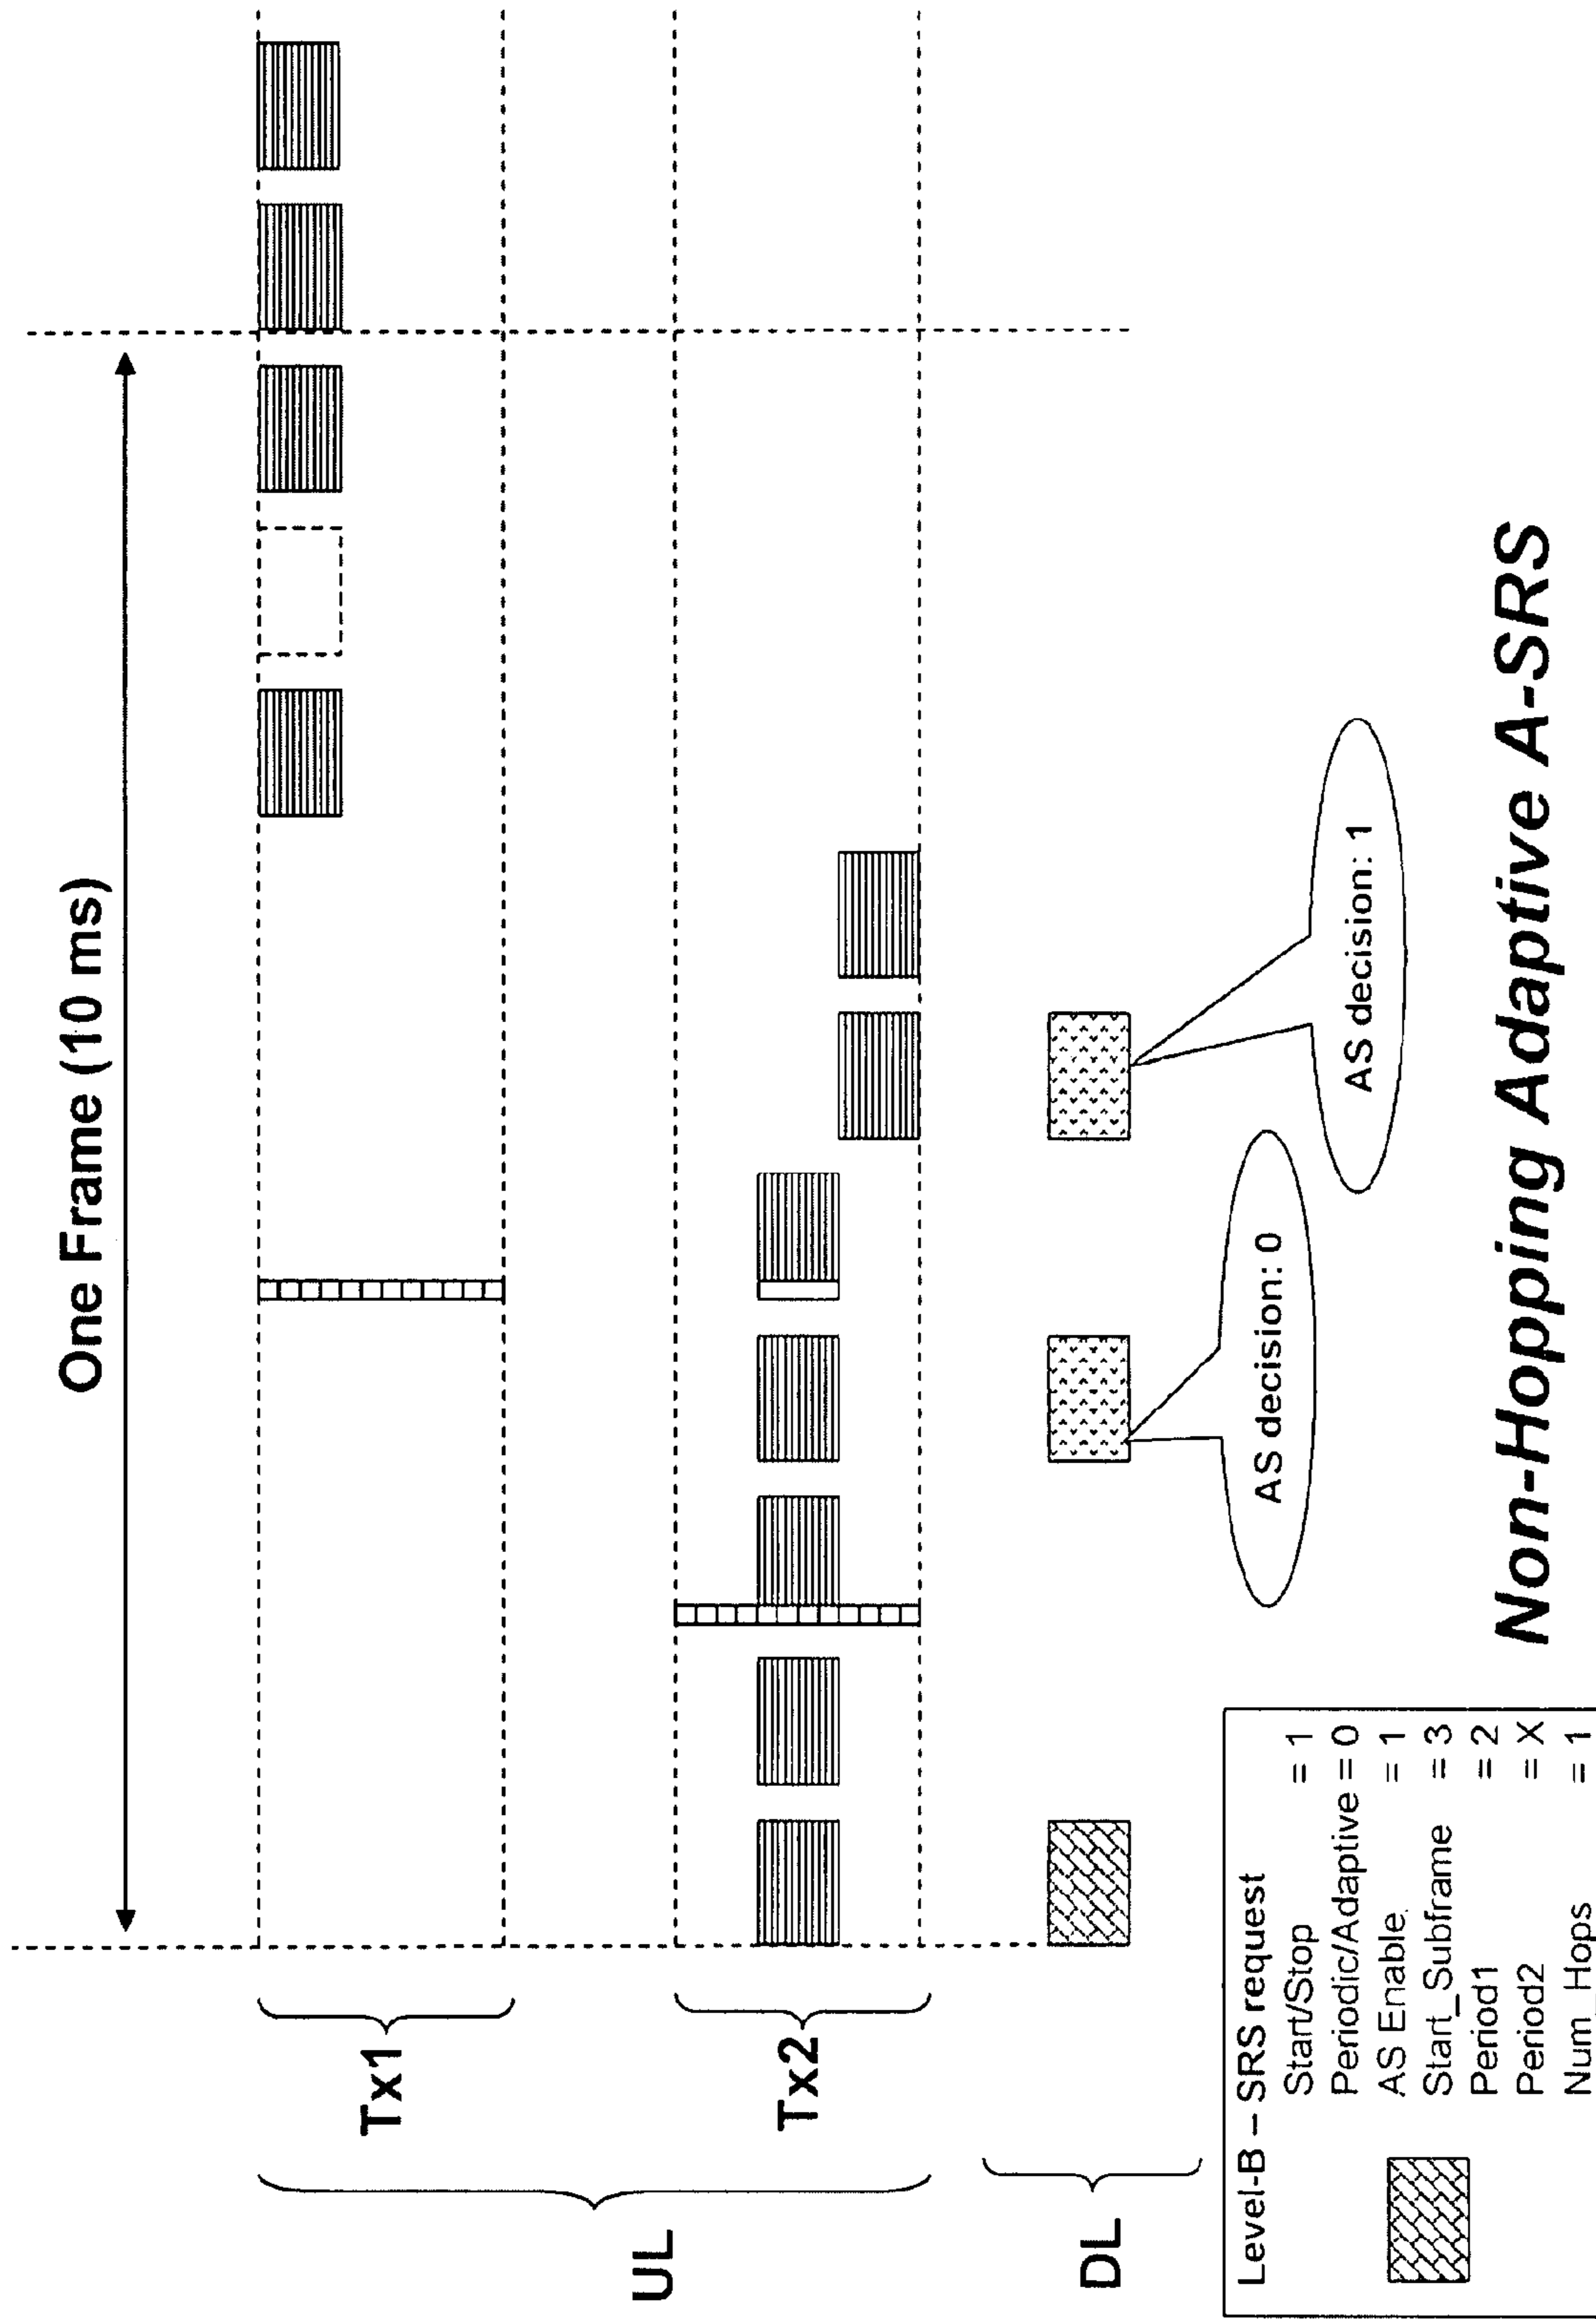 One Frame (10 ms)
UL
Tx1
Tx2
DL
AS decision: 0
AS decision: 1
Level-B – SRS request
Start/Stop = 1
Periodic/Adaptive = 0
AS Enable = 1
Start_Subframe = 3
Period1 = 2
Period2 = X
Num_Hops = 1
Non-Hopping Adaptive A-SRS